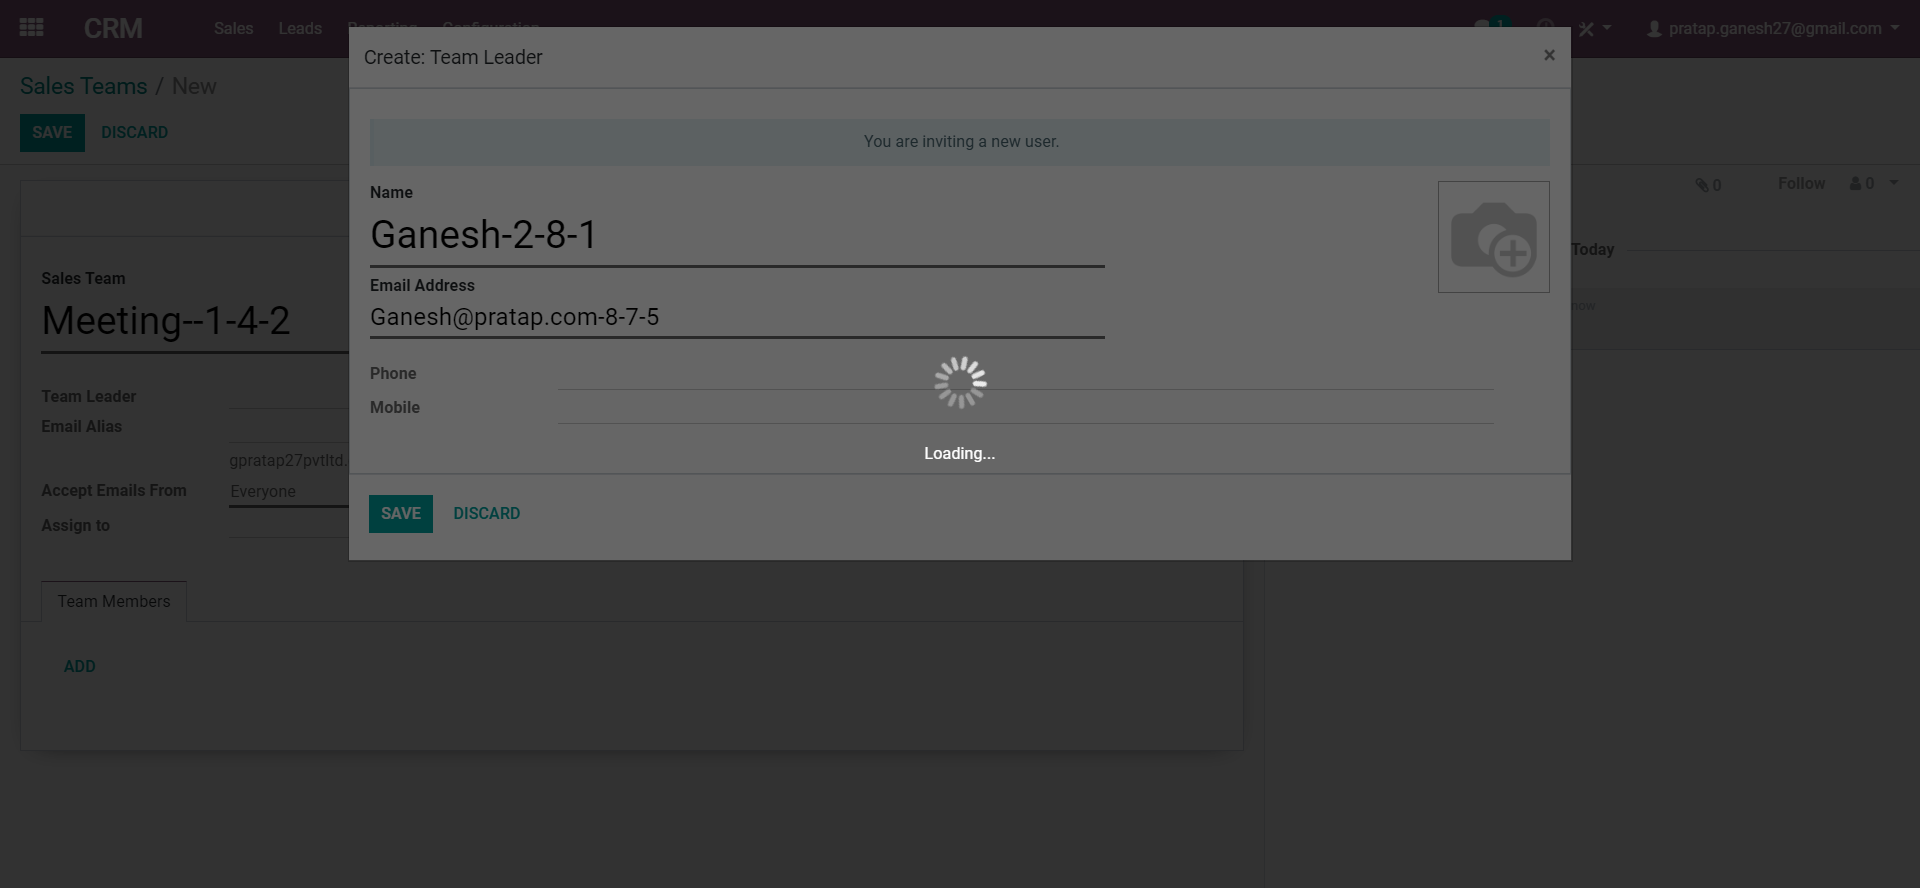 CRM
Sales Leads Reporting Configuration
1
pratap.ganesh27@gmail.com
Sales Teams / New
SAVE DISCARD
Create: Team Leader
×
You are inviting a new user.
Name
Ganesh-2-8-1
Email Address
Ganesh@pratap.com-8-7-5
Phone
Mobile
Loading...
SAVE DISCARD
0 Follow 0
Today
now
Sales Team
Meeting--1-4-2
Team Leader
Email Alias
gpratap27pvtltd.
Accept Emails From Everyone
Assign to
Team Members
ADD